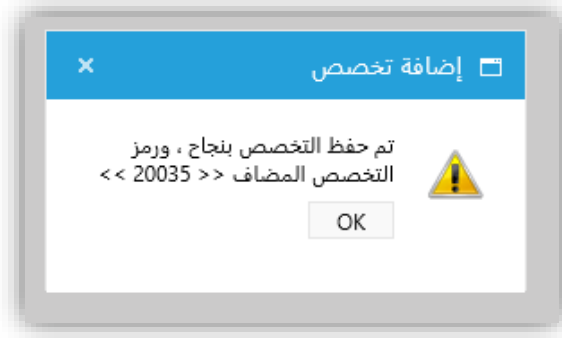 إضافة تخصص
تم حفظ التخصص بنجاح ، ورمز
التخصص المضاف << 20035 >>
OK